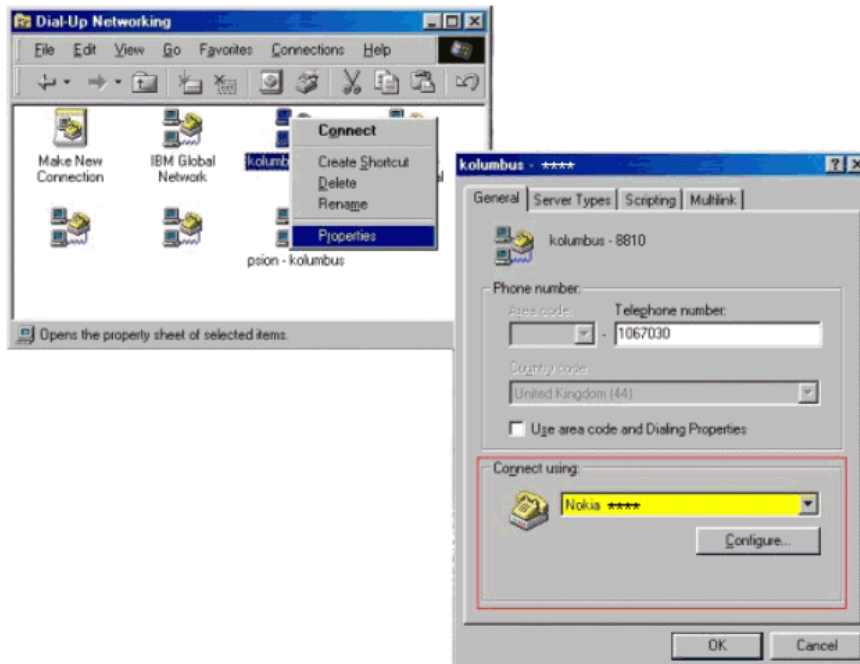 Dial-Up Networking
File Edit View Go Favorites Connections Help
Make New
Connection
IBM Global
Network
kolumb
Connect
Create Shortcut
Delete
Rename
Properties
psion - kolumbus
Opens the property sheet of selected items.
kolumbus - ****
General Server Types Scripting Multilink
kolumbus - 8810
Phone number:
Area code: Telephone number:
- 1067030
Country code:
United Kingdom (44)
Use area code and Dialing Properties
Connect using:
Nokia ****
Configure...
OK Cancel